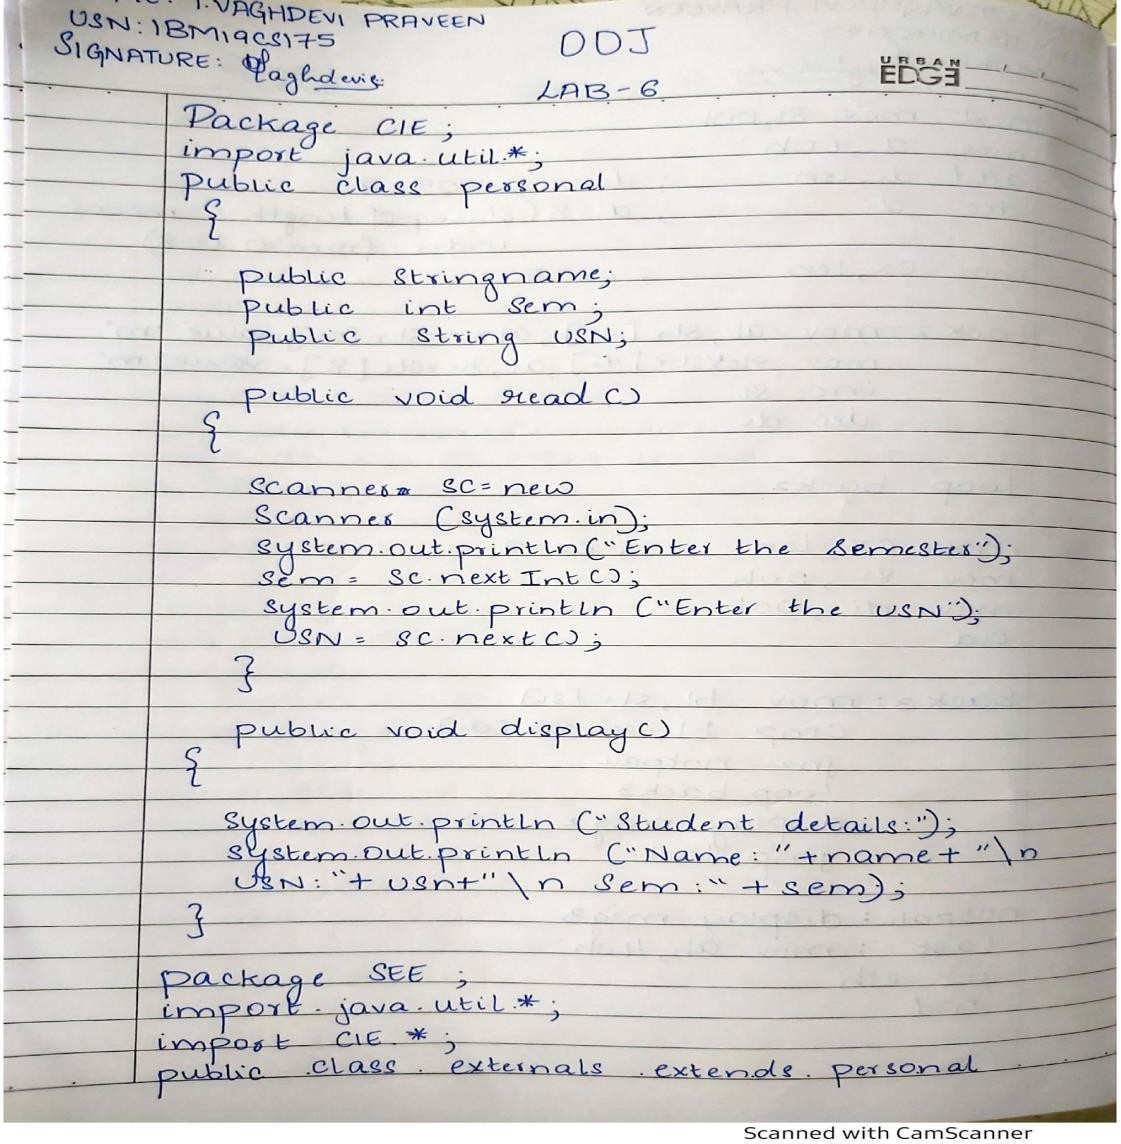 I.VAGHDEVI PRAVEEN
USN: 1BM19CS175
SIGNATURE: Vaghdevi
OOJ
LAB-6
URBAN
EDGE
Package CIE ;
import java.util.*;
Public class personal
{
public stringname;
public int sem ;
public string USN;
public void read ()
{
scanner sc= new
Scanner (system.in);
system.out.println ("Enter the semester");
sem = sc.next Int ();
system.out.println ("Enter the USN");
USN = sc.next();
}
public void display()
{
system.out.println ("Student details:");
system.out.println ("Name: "+name+ "\n
USN: "+ usn+" \n Sem :" + sem);
}
package SEE ;
import java.util.*;
import CIE.* ;
public class externals extends personal
Scanned with CamScanner